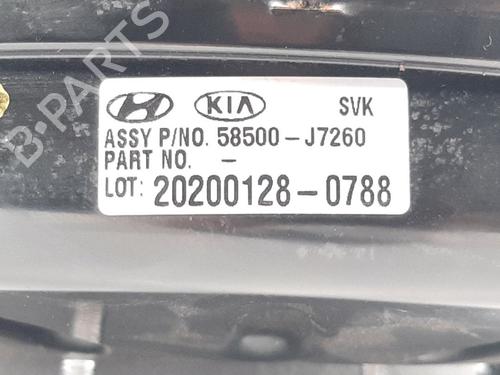 B-PARTS
KIA SVK
ASSY P/NO. 58500-J7260
PART NO. -
LOT: 20200128-0788